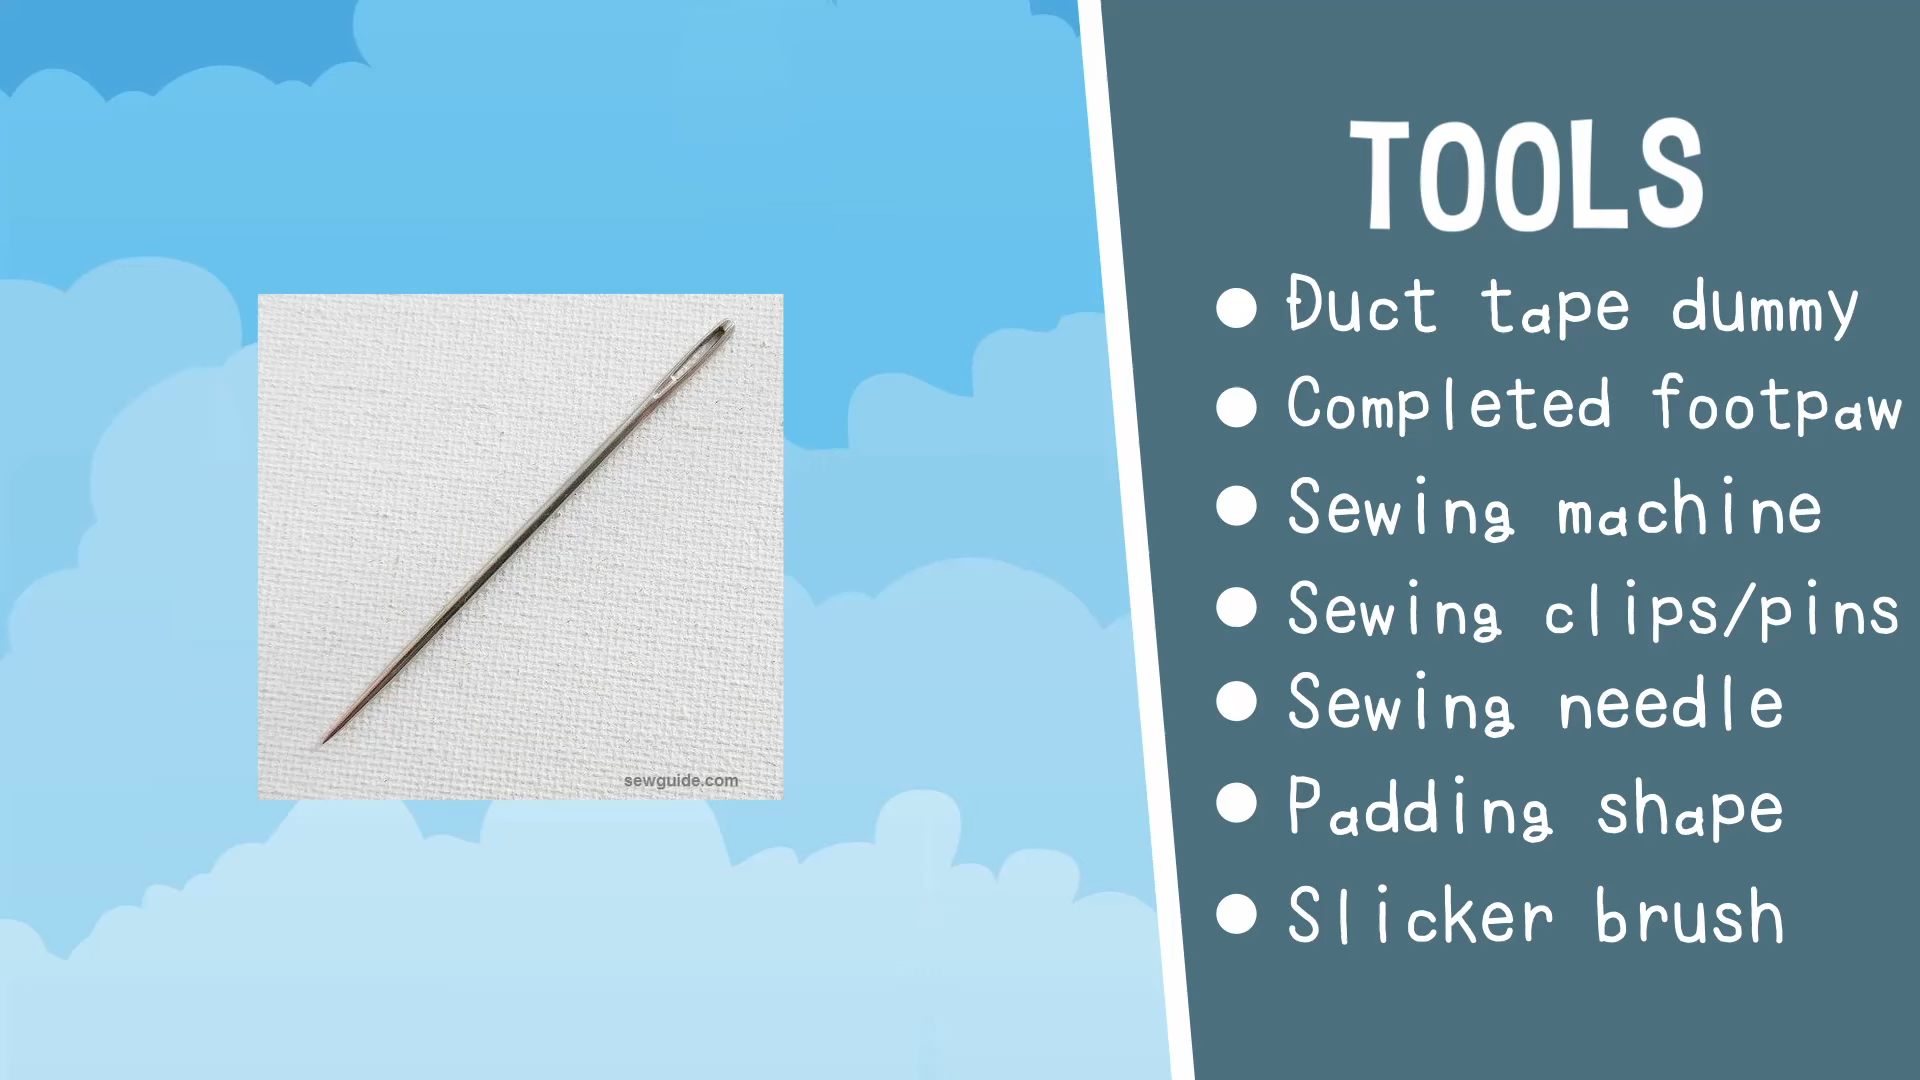 TOOLS
Duct tape dummy
Completed footpaw
Sewing machine
Sewing clips/pins
Sewing needle
Padding shape
Slicker brush
sewguide.com